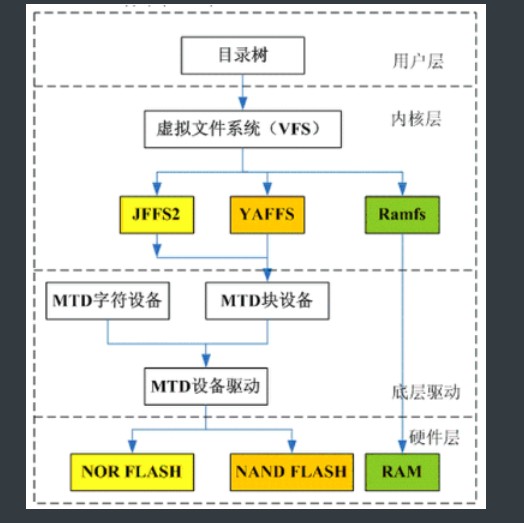 目录树
用户层
内核层
虚拟文件系统（VFS）
JFFS2
YAFFS
Ramfs
MTD字符设备
MTD块设备
MTD设备驱动
底层驱动
硬件层
NOR FLASH
NAND FLASH
RAM